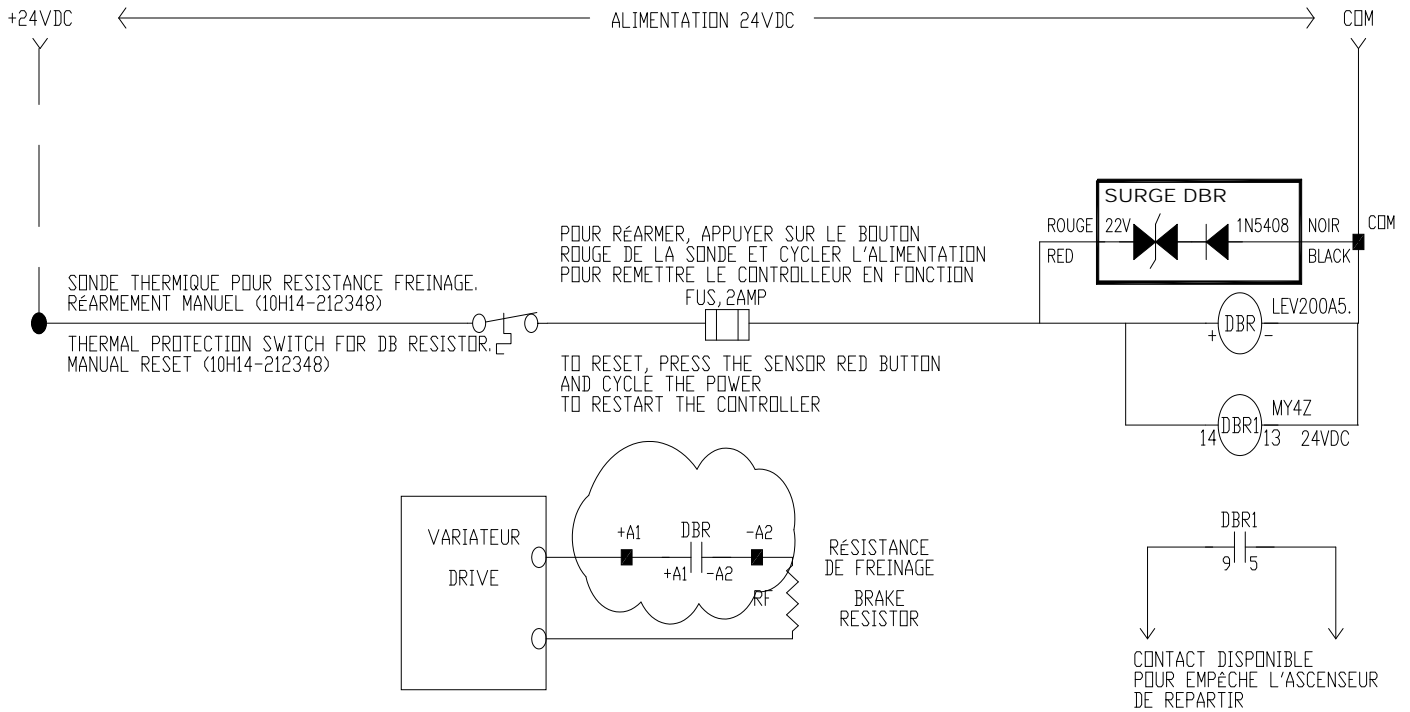 +24VDC
ALIMENTATION 24VDC
COM
SURGE DBR
ROUGE
22V
1N5408
NOIR
COM
RED
BLACK
POUR RÉARMER, APPUYER SUR LE BOUTON
ROUGE DE LA SONDE ET CYCLER L'ALIMENTATION
POUR REMETTRE LE CONTROLLEUR EN FONCTION
SONDE THERMIQUE POUR RESISTANCE FREINAGE.
RÉARMEMENT MANUEL (10H14-212348)
FUS, 2AMP
LEV200A5.
DBR
+
-
THERMAL PROTECTION SWITCH FOR DB RESISTOR.
MANUAL RESET (10H14-212348)
TO RESET, PRESS THE SENSOR RED BUTTON
AND CYCLE THE POWER
TO RESTART THE CONTROLLER
MY4Z
14
DBR1
13
24VDC
VARIATEUR
DRIVE
+A1
DBR
-A2
+A1
-A2
RF
RÉSISTANCE
DE FREINAGE
BRAKE
RESISTOR
DBR1
9
5
CONTACT DISPONIBLE
POUR EMPÊCHE L'ASCENSEUR
DE REPARTIR